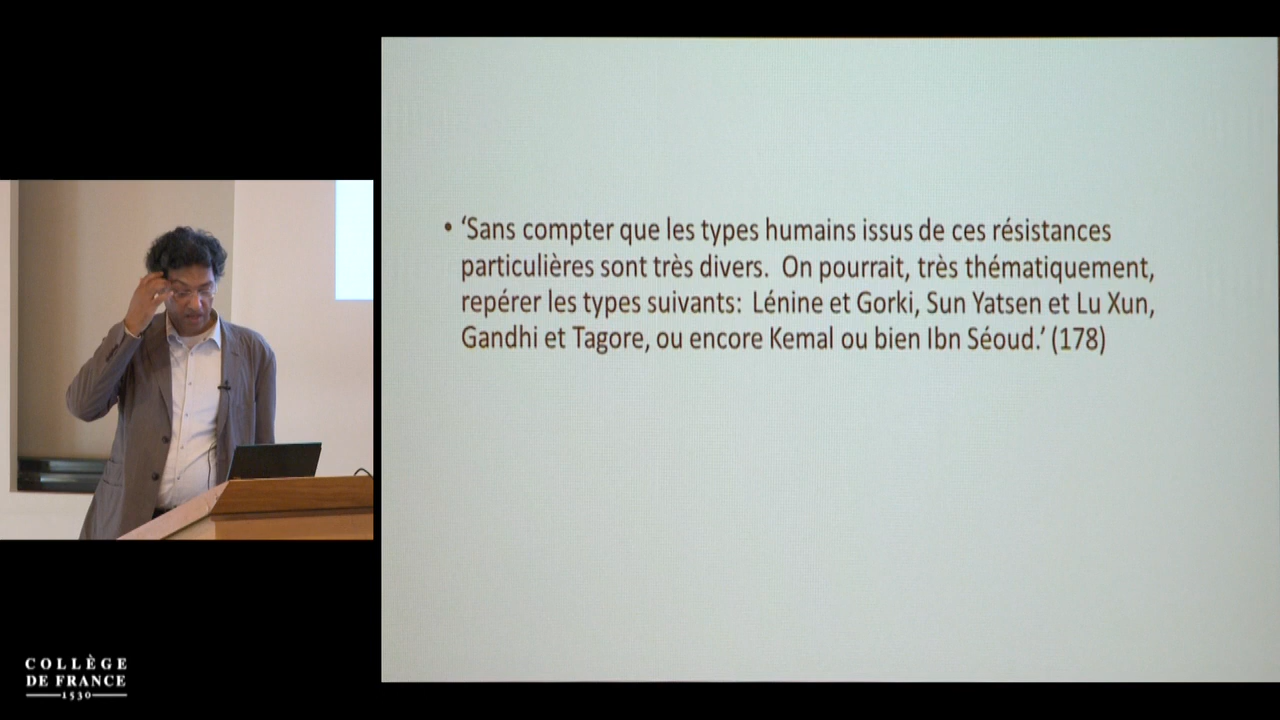 • ‘Sans compter que les types humains issus de ces résistances
particulières sont très divers.  On pourrait, très thématiquement,
repérer les types suivants:  Lénine et Gorki, Sun Yatsen et Lu Xun,
Gandhi et Tagore, ou encore Kemal ou bien Ibn Séoud.’ (178)
COLLÈGE
DE FRANCE
1530